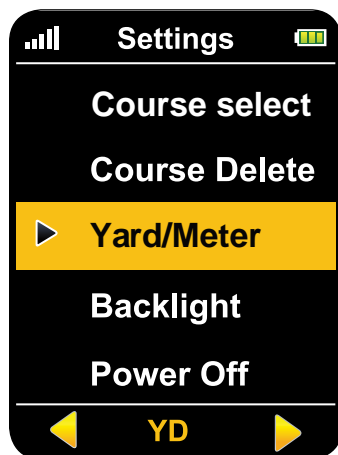 Settings
Course select
Course Delete
Yard/Meter
Backlight
Power Off
YD